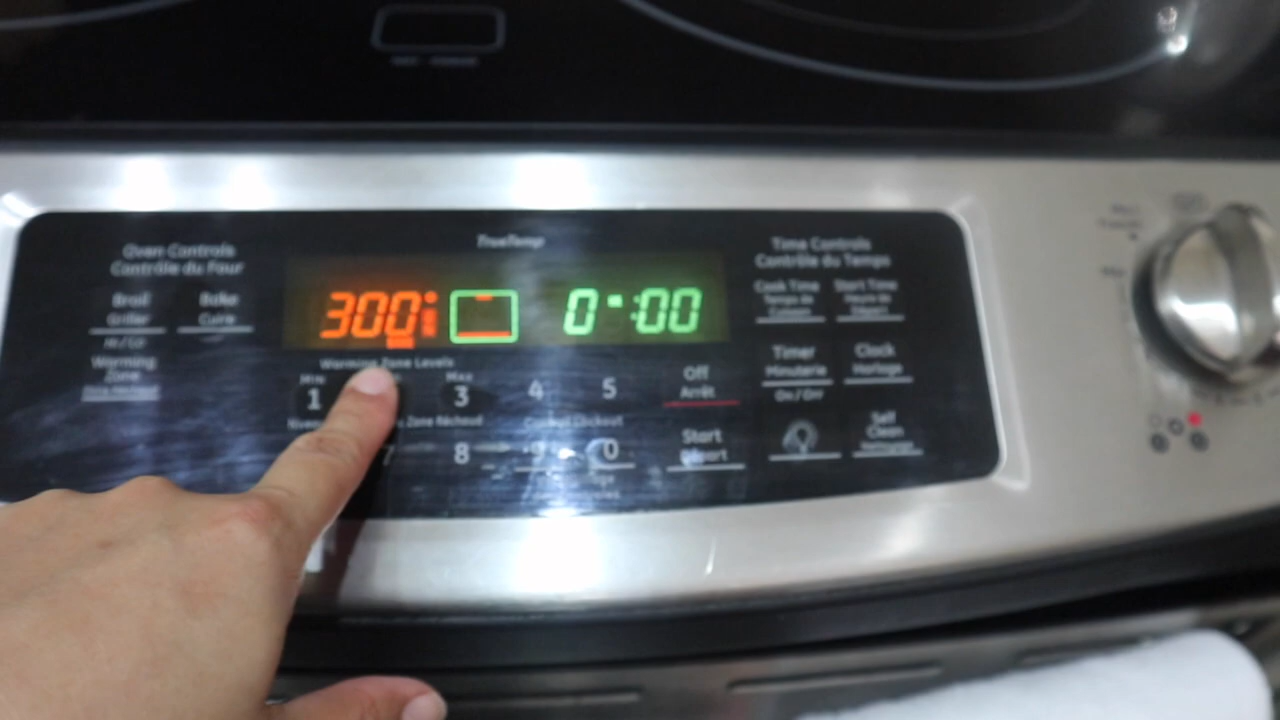 TrueTemp
Oven Controls
Contrôle du Four
Broil
Griller
Bake
Cuire
HI / LO
Warming
Zone
300
0:00
Warming Zone Levels
Min
1
Max
3
4
5
Zone Réchaud
7
8
9
0
Off
Arrêt
Start
Départ
Time Controls
Contrôle du Temps
Cook Time
Temps de
Cuisson
Start Time
Heure de
Départ
Timer
Minuterie
On / Off
Clock
Horloge
Self
Clean